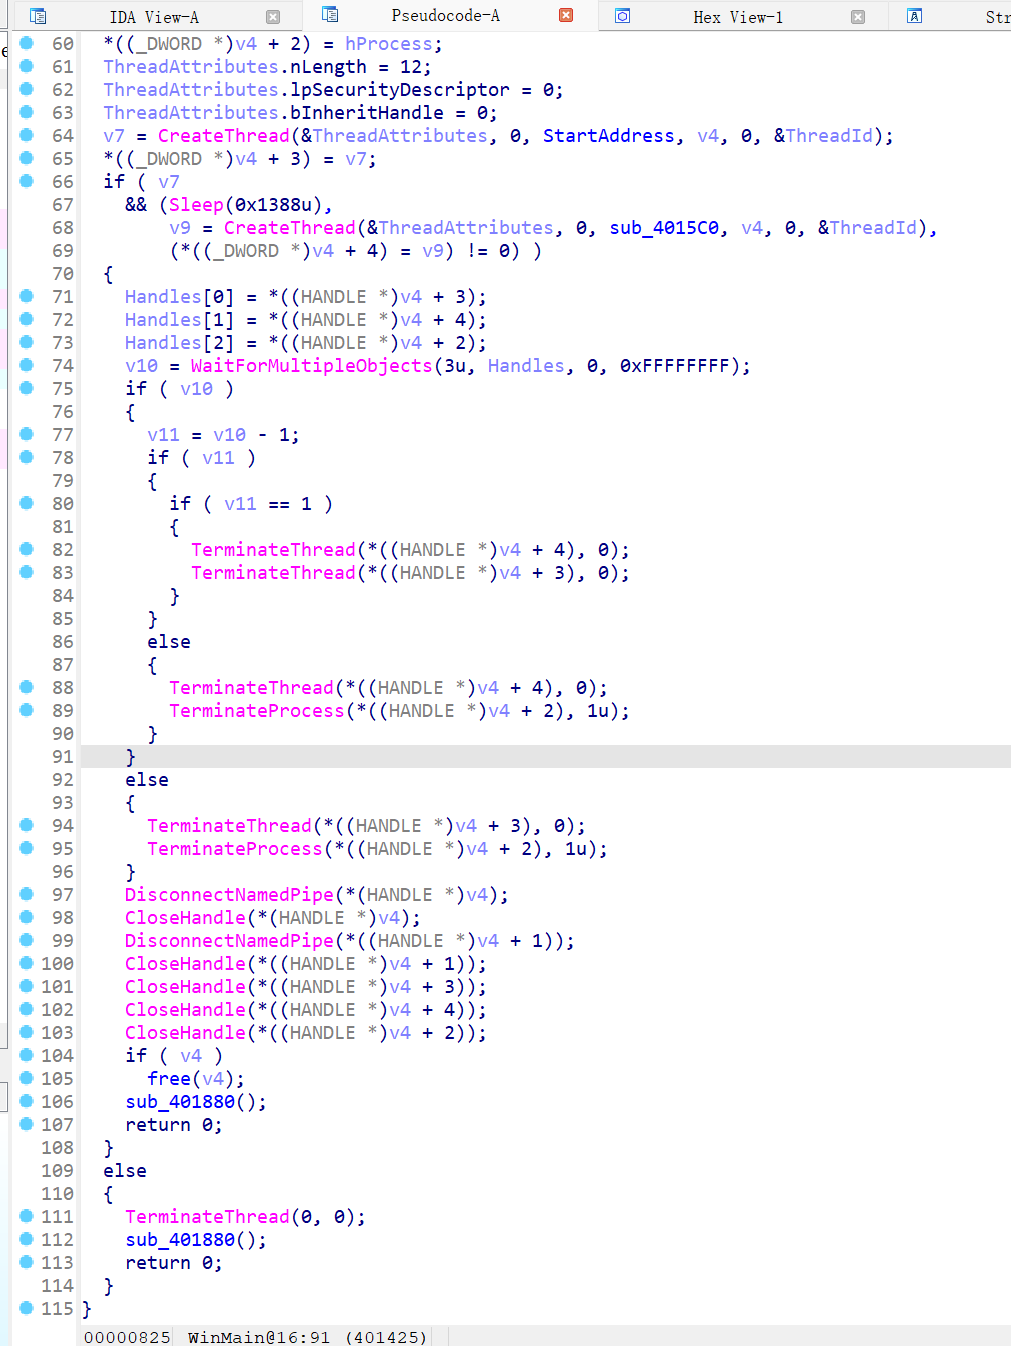 IDA View-A Pseudocode-A Hex View-1 Str
60 *((_DWORD *)v4 + 2) = hProcess;
61 ThreadAttributes.nLength = 12;
62 ThreadAttributes.lpSecurityDescriptor = 0;
63 ThreadAttributes.bInheritHandle = 0;
64 v7 = CreateThread(&ThreadAttributes, 0, StartAddress, v4, 0, &ThreadId);
65 *((_DWORD *)v4 + 3) = v7;
66 if ( v7
67 && (Sleep(0x1388u),
68 v9 = CreateThread(&ThreadAttributes, 0, sub_4015C0, v4, 0, &ThreadId),
69 (*((_DWORD *)v4 + 4) = v9) != 0) )
70 {
71 Handles[0] = *((HANDLE *)v4 + 3);
72 Handles[1] = *((HANDLE *)v4 + 4);
73 Handles[2] = *((HANDLE *)v4 + 2);
74 v10 = WaitForMultipleObjects(3u, Handles, 0, 0xFFFFFFFF);
75 if ( v10 )
76 {
77 v11 = v10 - 1;
78 if ( v11 )
79 {
80 if ( v11 == 1 )
81 {
82 TerminateThread(*((HANDLE *)v4 + 4), 0);
83 TerminateThread(*((HANDLE *)v4 + 3), 0);
84 }
85 }
86 else
87 {
88 TerminateThread(*((HANDLE *)v4 + 4), 0);
89 TerminateProcess(*((HANDLE *)v4 + 2), 1u);
90 }
91 }
92 else
93 {
94 TerminateThread(*((HANDLE *)v4 + 3), 0);
95 TerminateProcess(*((HANDLE *)v4 + 2), 1u);
96 }
97 DisconnectNamedPipe(*(HANDLE *)v4);
98 CloseHandle(*(HANDLE *)v4);
99 DisconnectNamedPipe(*((HANDLE *)v4 + 1));
100 CloseHandle(*((HANDLE *)v4 + 1));
101 CloseHandle(*((HANDLE *)v4 + 3));
102 CloseHandle(*((HANDLE *)v4 + 4));
103 CloseHandle(*((HANDLE *)v4 + 2));
104 if ( v4 )
105 free(v4);
106 sub_401880();
107 return 0;
108 }
109 else
110 {
111 TerminateThread(0, 0);
112 sub_401880();
113 return 0;
114 }
115 }
00000825 WinMain@16:91 (401425)